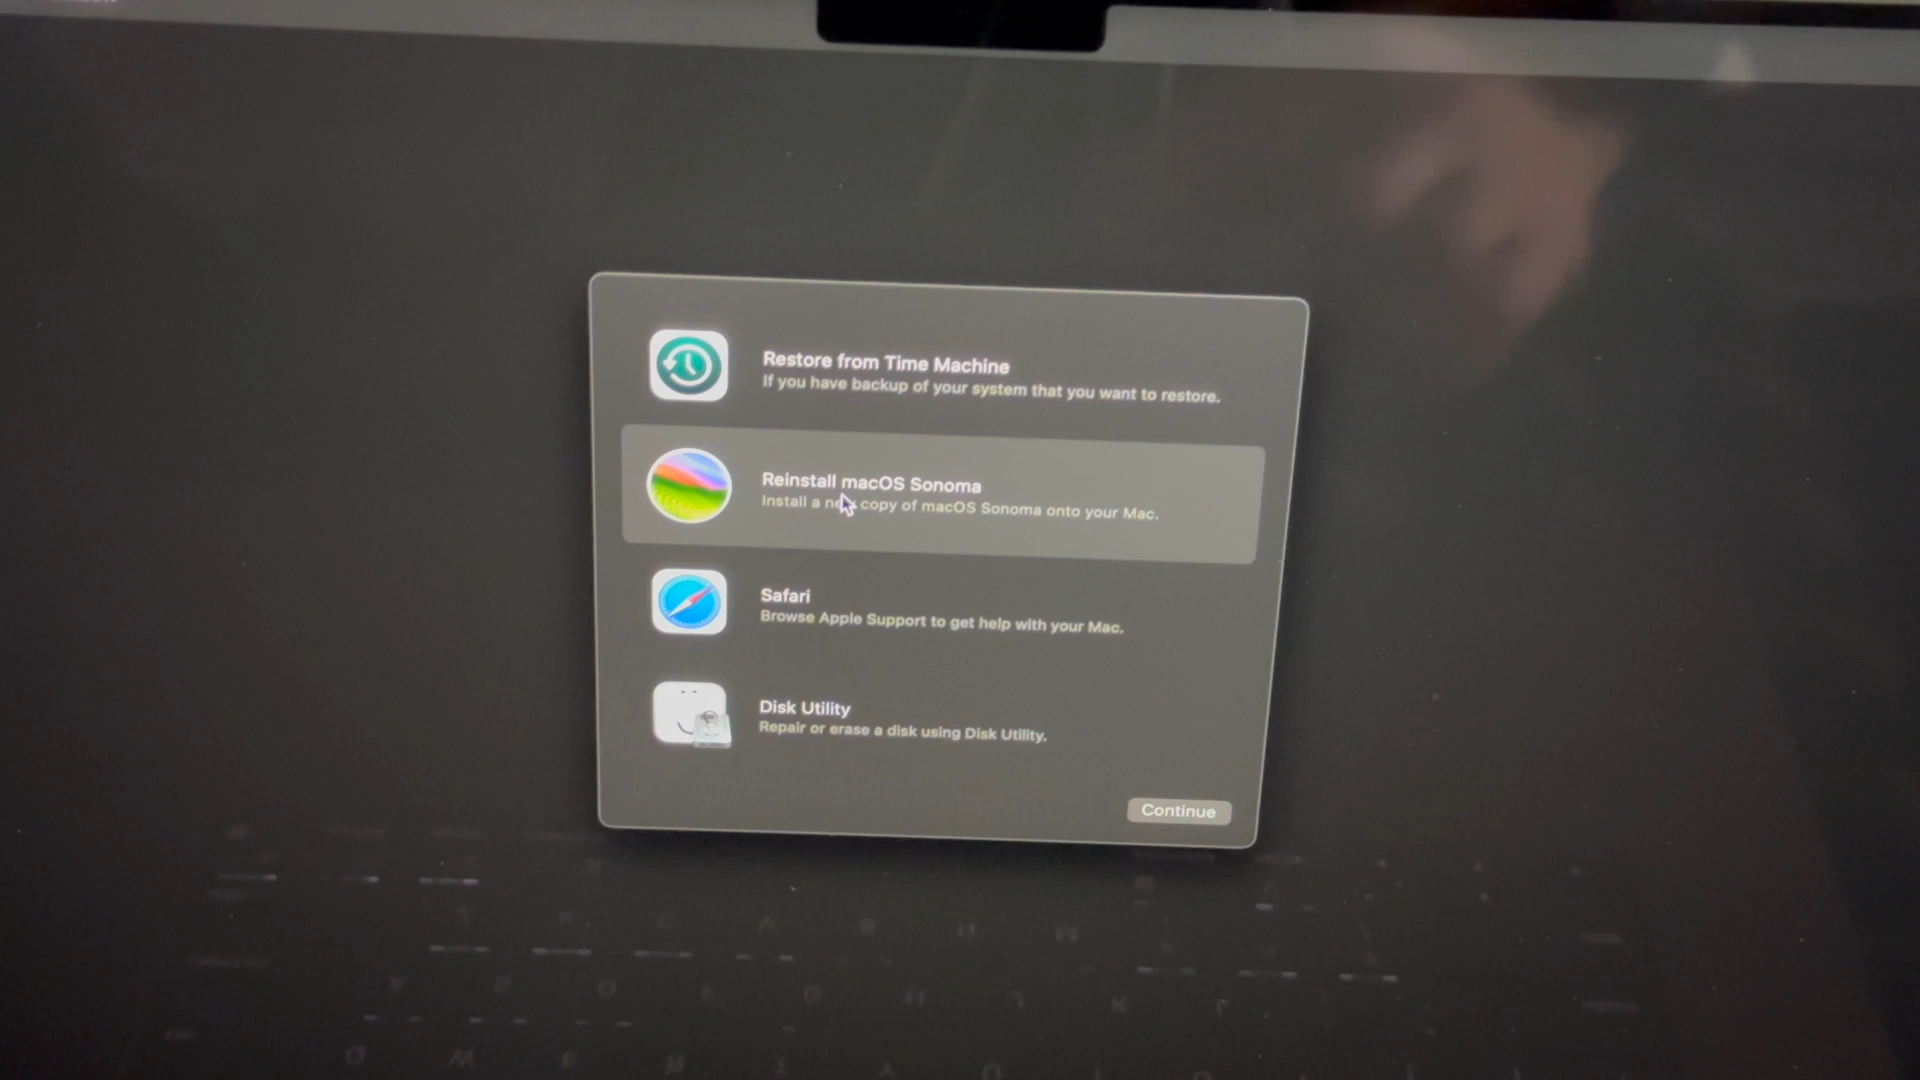 Restore from Time Machine
If you have backup of your system that you want to restore.
Reinstall macOS Sonoma
Install a new copy of macOS Sonoma onto your Mac.
Safari
Browse Apple Support to get help with your Mac.
Disk Utility
Repair or erase a disk using Disk Utility.
Continue